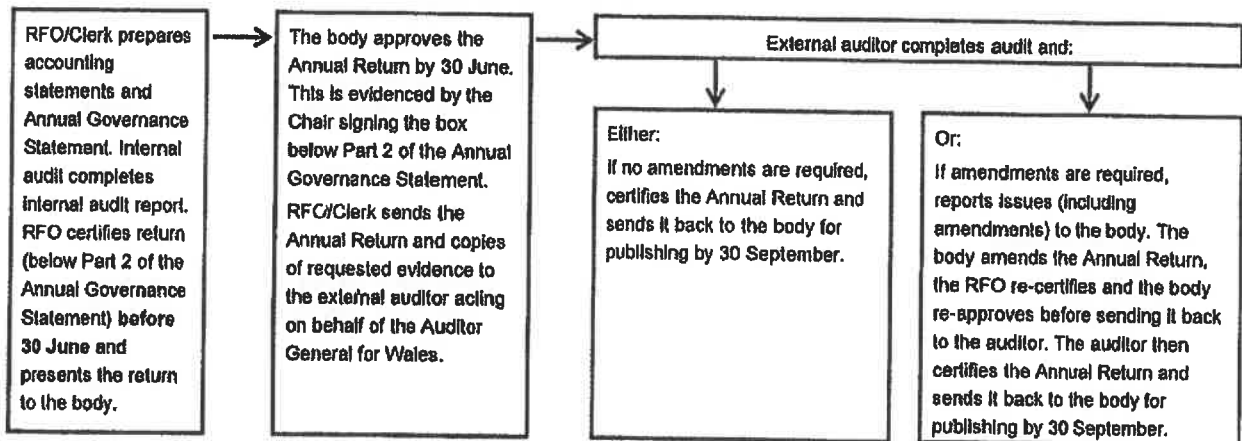 RFO/Clerk prepares
accounting
statements and
Annual Governance
Statement. Internal
audit completes
internal audit report.
RFO certifies return
(below Part 2 of the
Annual Governance
Statement) before
30 June and
presents the return
to the body.
The body approves the
Annual Return by 30 June.
This is evidenced by the
Chair signing the box
below Part 2 of the Annual
Governance Statement.
RFO/Clerk sends the
Annual Return and copies
of requested evidence to
the external auditor acting
on behalf of the Auditor
General for Wales.
External auditor completes audit and:
Either:
If no amendments are required,
certifies the Annual Return and
sends it back to the body for
publishing by 30 September.
Or:
If amendments are required,
reports issues (including
amendments) to the body. The
body amends the Annual Return,
the RFO re-certifies and the body
re-approves before sending it back
to the auditor. The auditor then
certifies the Annual Return and
sends it back to the body for
publishing by 30 September.